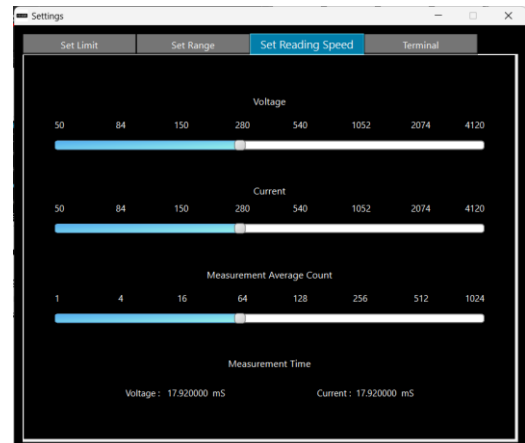 Settings
Set Limit Set Range Set Reading Speed Terminal
Voltage
50 84 150 280 540 1052 2074 4120
Current
50 84 150 280 540 1052 2074 4120
Measurement Average Count
1 4 16 64 128 256 512 1024
Measurement Time
Voltage : 17.920000 mS Current : 17.920000 mS